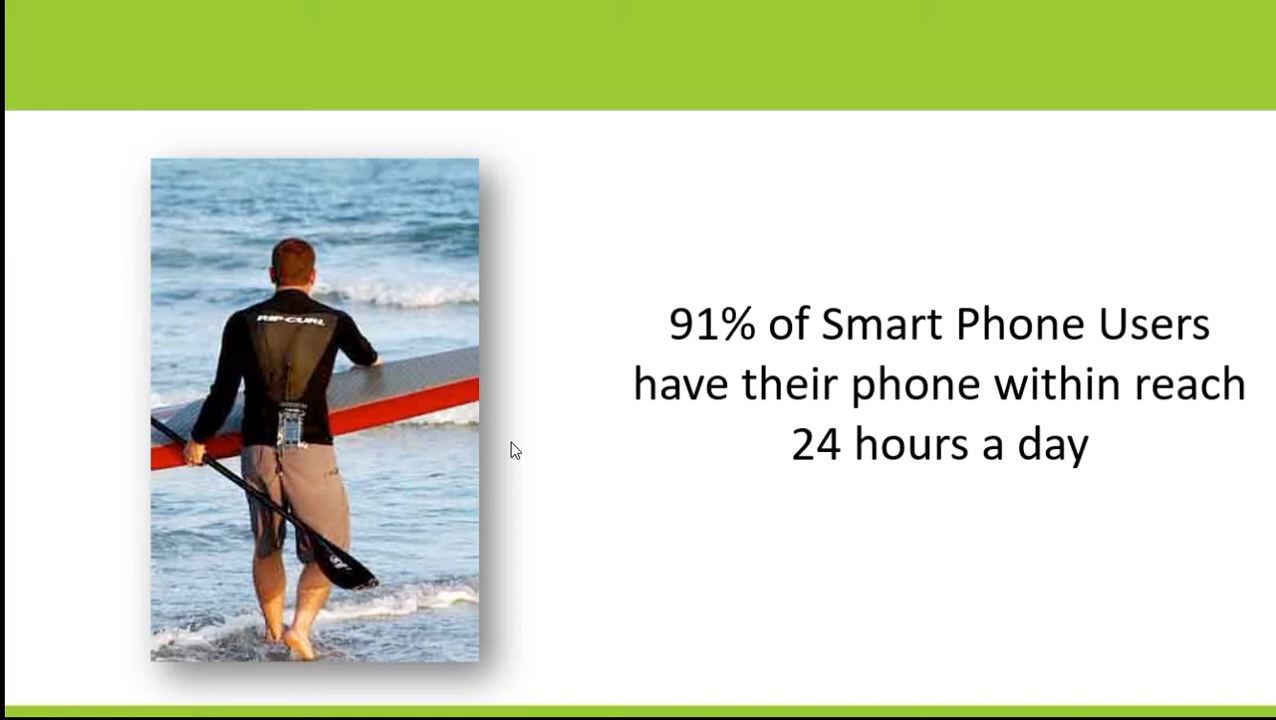 RIP CURL
91% of Smart Phone Users
have their phone within reach
24 hours a day